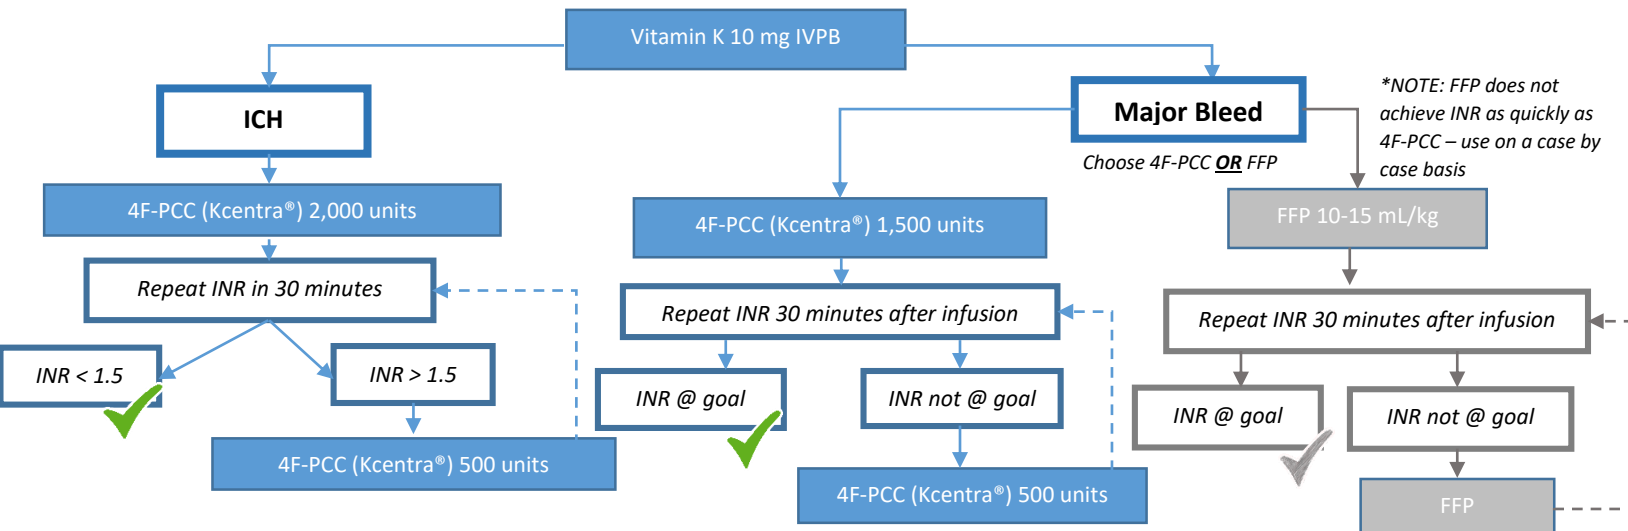 Vitamin K 10 mg IVPB
ICH
Major Bleed
*NOTE: FFP does not
achieve INR as quickly as
4F-PCC – use on a case by
case basis
Choose 4F-PCC OR FFP
4F-PCC (Kcentra®) 2,000 units
4F-PCC (Kcentra®) 1,500 units
FFP 10-15 mL/kg
Repeat INR in 30 minutes
Repeat INR 30 minutes after infusion
Repeat INR 30 minutes after infusion
INR < 1.5
INR > 1.5
INR @ goal
INR not @ goal
INR @ goal
INR not @ goal
4F-PCC (Kcentra®) 500 units
4F-PCC (Kcentra®) 500 units
FFP